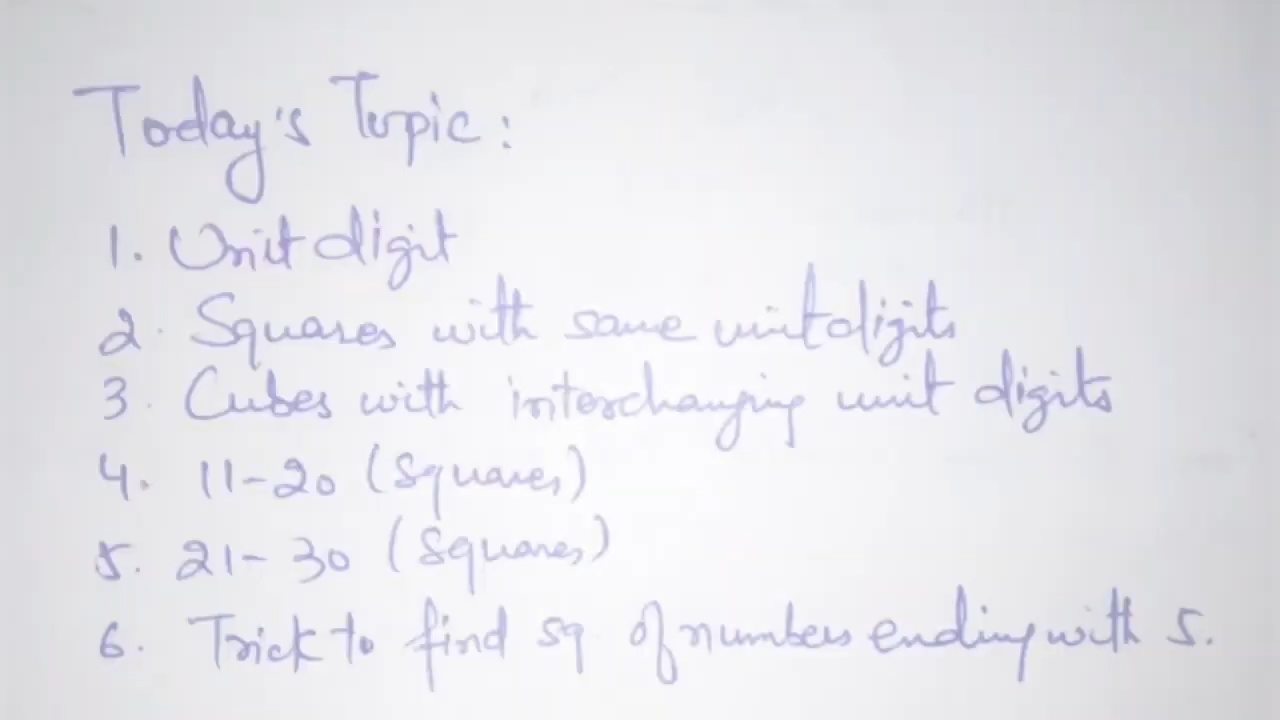 Today's Topic:
1. Unit digit
2. Squares with same unit digits
3. Cubes with interchanging unit digits
4. 11-20 (squares)
5. 21-30 (squares)
6. Trick to find sq of numbers ending with 5.